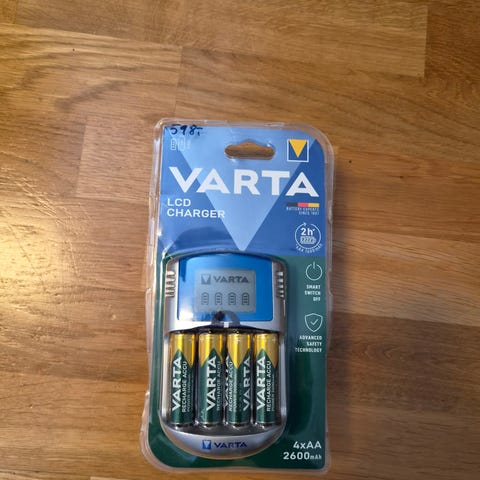 598,-
VARTA
LCD
CHARGER
BATTERY EXPERTS
SINCE 1887
2h*
SMART
SWITCH
OFF
ADVANCED
SAFETY
TECHNOLOGY
VARTA
VARTA
RECHARGE ACCU
VARTA
RECHARGE ACCU
VARTA
RECHARGE ACCU
VARTA
RECHARGE ACCU
VARTA
4xAA
2600mAh